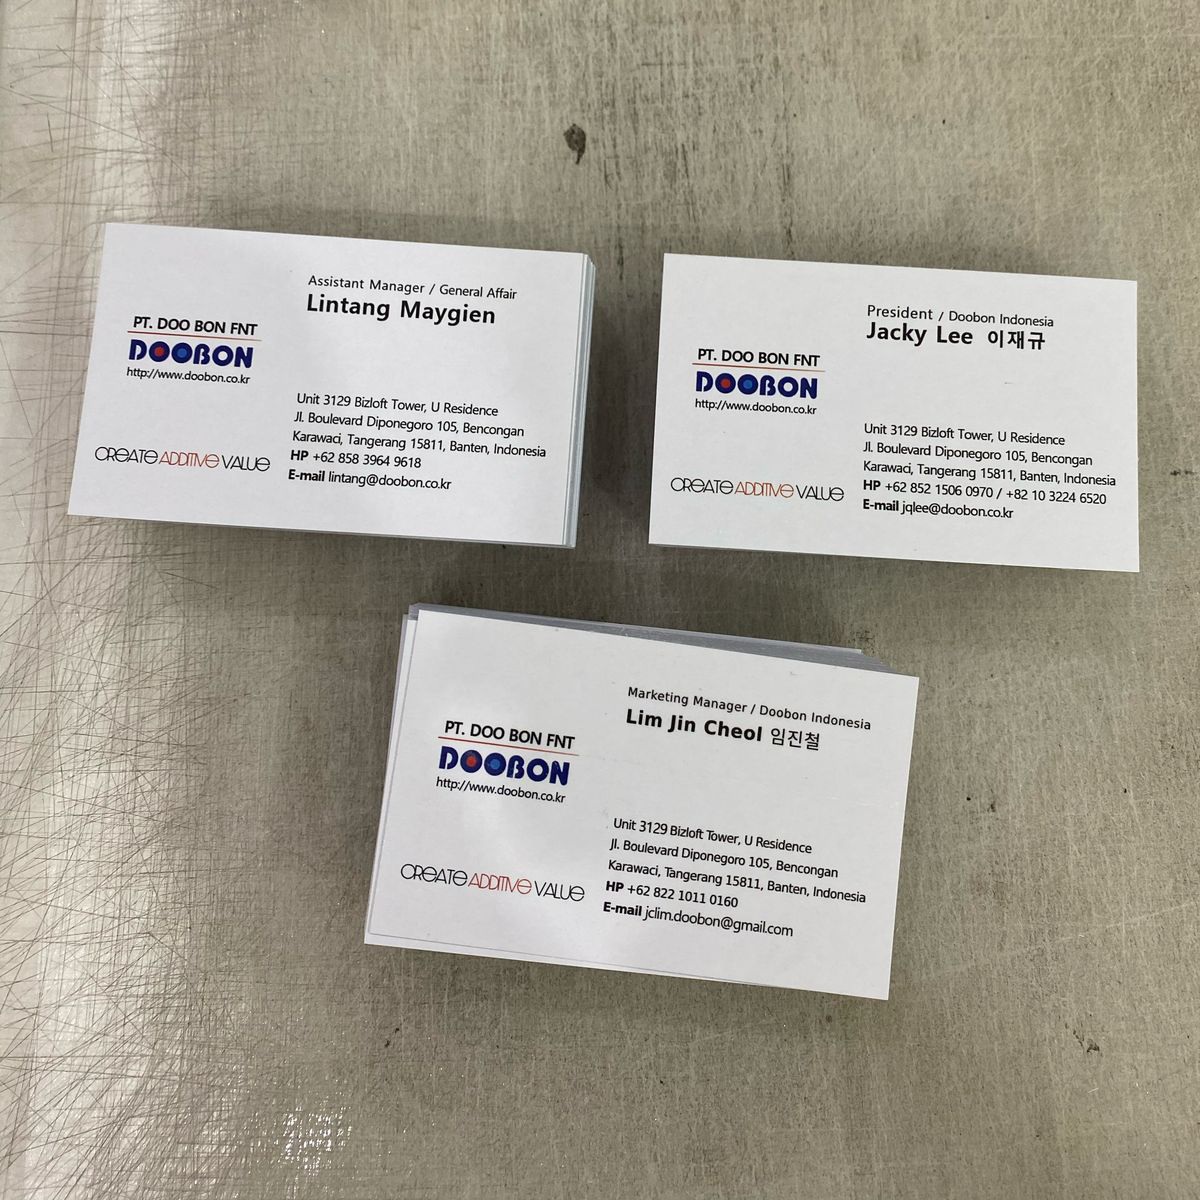 Assistant Manager / General Affair
Lintang Maygien
PT. DOO BON FNT
DOOBON
http://www.doobon.co.kr
CREATE ADDITIVE VALUE
Unit 3129 Bizloft Tower, U Residence
Jl. Boulevard Diponegoro 105, Bencongan
Karawaci, Tangerang 15811, Banten, Indonesia
HP +62 858 3964 9618
E-mail lintang@doobon.co.kr
President / Doobon Indonesia
Jacky Lee 이재규
PT. DOO BON FNT
DOOBON
http://www.doobon.co.kr
CREATE ADDITIVE VALUE
Unit 3129 Bizloft Tower, U Residence
Jl. Boulevard Diponegoro 105, Bencongan
Karawaci, Tangerang 15811, Banten, Indonesia
HP +62 852 1506 0970 / +82 10 3224 6520
E-mail jqlee@doobon.co.kr
Marketing Manager / Doobon Indonesia
Lim Jin Cheol 임진철
PT. DOO BON FNT
DOOBON
http://www.doobon.co.kr
CREATE ADDITIVE VALUE
Unit 3129 Bizloft Tower, U Residence
Jl. Boulevard Diponegoro 105, Bencongan
Karawaci, Tangerang 15811, Banten, Indonesia
HP +62 822 1011 0160
E-mail jclim.doobon@gmail.com